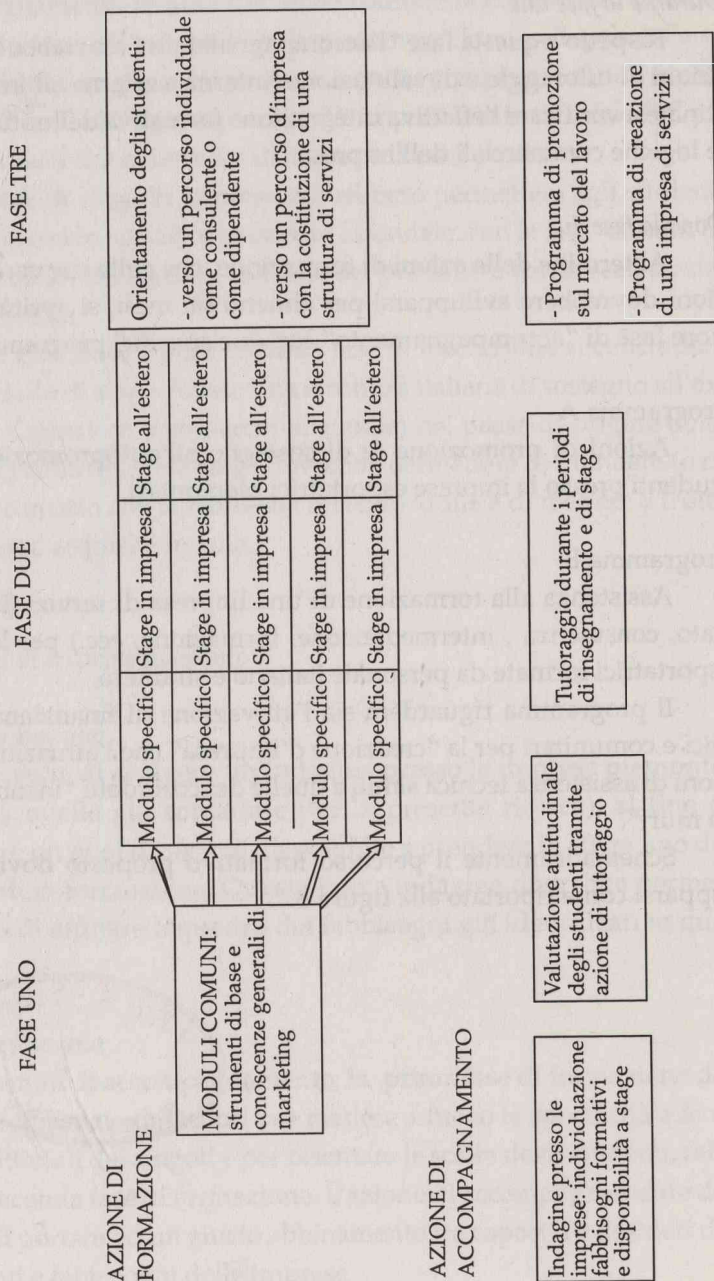 FASE UNO
FASE DUE
FASE TRE
AZIONE DI
FORMAZIONE
MODULI COMUNI:
strumenti di base e
conoscenze generali di
marketing
Modulo specifico
Stage in impresa
Stage all'estero
Modulo specifico
Stage in impresa
Stage all'estero
Modulo specifico
Stage in impresa
Stage all'estero
Modulo specifico
Stage in impresa
Stage all'estero
Modulo specifico
Stage in impresa
Stage all'estero
Orientamento degli studenti:
- verso un percorso individuale
come consulente o
come dipendente
- verso un percorso d'impresa
con la costituzione di una
struttura di servizi
AZIONE DI
ACCOMPAGNAMENTO
Indagine presso le
imprese: individuazione
fabbisogni formativi
e disponibilità a stage
Valutazione attitudinale
degli studenti tramite
azione di tutoraggio
Tutoraggio durante i periodi
di insegnamento e di stage
- Programma di promozione
sul mercato del lavoro
- Programma di creazione
di una impresa di servizi